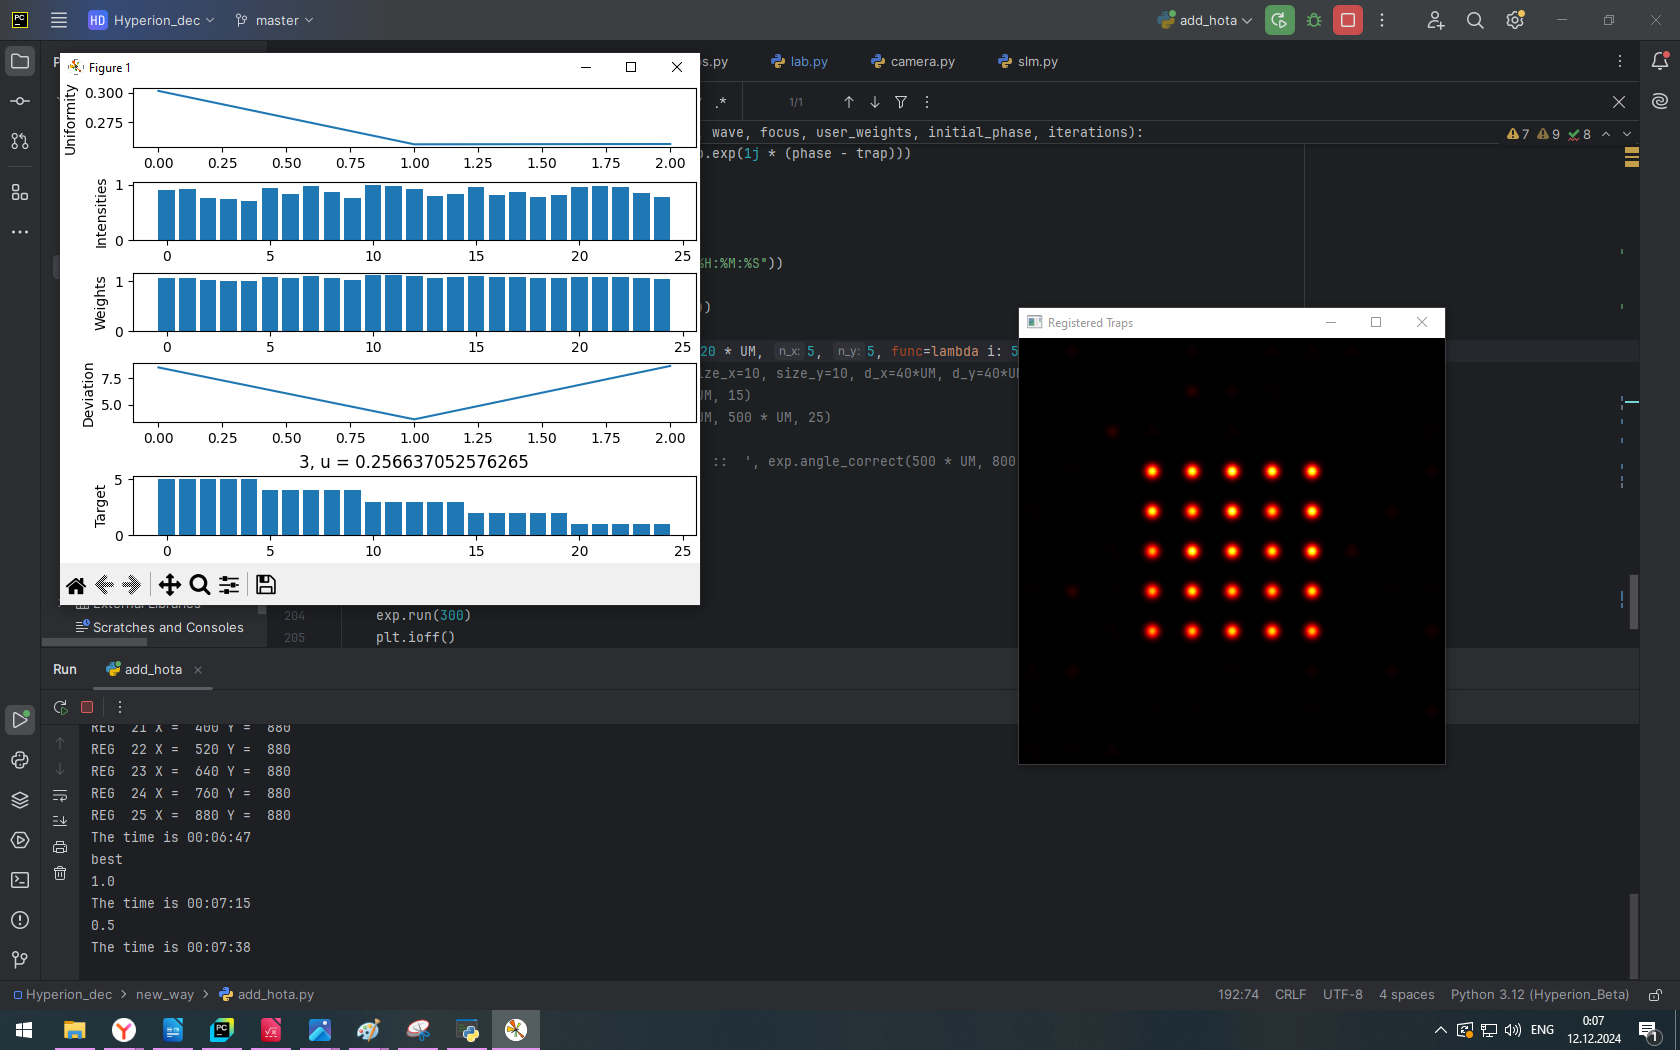 HD Hyperion_dec master add_hota
Figure 1
ps.py lab.py camera.py slm.py
.* 1/1
, wave, focus, user_weights, initial_phase, iterations):
7 9 8
p.exp(1j * (phase - trap)))
%H:%M:%S"))
))
20 * UM, n_x: 5, n_y: 5, func=lambda i: 5
ize_x=10, size_y=10, d_x=40*UM, d_y=40*UM
UM, 15)
UM, 500 * UM, 25)
:: ', exp.angle_correct(500 * UM, 800
Uniformity
0.300
0.275
0.00 0.25 0.50 0.75 1.00 1.25 1.50 1.75 2.00
Intensities
1
0
0 5 10 15 20 25
Weights
1
0
0 5 10 15 20 25
Deviation
7.5
5.0
0.00 0.25 0.50 0.75 1.00 1.25 1.50 1.75 2.00
3, u = 0.256637052576265
Target
5
0
0 5 10 15 20 25
Registered Traps
External Libraries
Scratches and Consoles
204 exp.run(300)
205 plt.ioff()
Run add_hota
REG 21 X = 400 Y = 880
REG 22 X = 520 Y = 880
REG 23 X = 640 Y = 880
REG 24 X = 760 Y = 880
REG 25 X = 880 Y = 880
The time is 00:06:47
best
1.0
The time is 00:07:15
0.5
The time is 00:07:38
Hyperion_dec > new_way > add_hota.py
192:74 CRLF UTF-8 4 spaces Python 3.12 (Hyperion_Beta)
ENG
0:07
12.12.2024
1